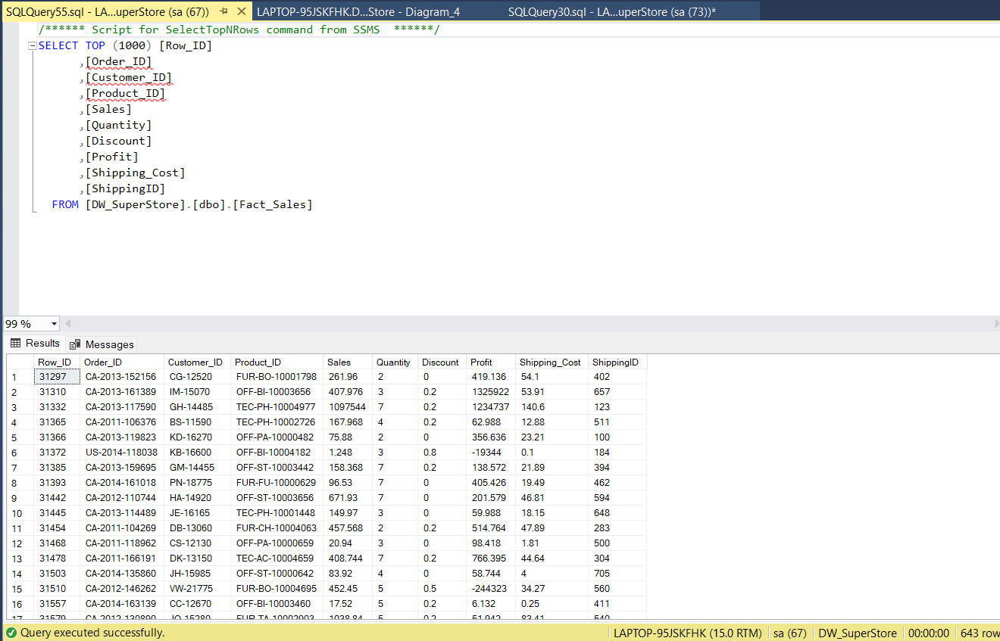 SQLQuery55.sql - LA...uperStore (sa (67)) LAPTOP-95JSKFHK.D...Store - Diagram_4 SQLQuery30.sql - LA...uperStore (sa (73))*
/****** Script for SelectTopNRows command from SSMS  ******/
SELECT TOP (1000) [Row_ID]
,[Order_ID]
,[Customer_ID]
,[Product_ID]
,[Sales]
,[Quantity]
,[Discount]
,[Profit]
,[Shipping_Cost]
,[ShippingID]
FROM [DW_SuperStore].[dbo].[Fact_Sales]
99 %
Results Messages
Row_ID Order_ID Customer_ID Product_ID Sales Quantity Discount Profit Shipping_Cost ShippingID
1 31297 CA-2013-152156 CG-12520 FUR-BO-10001798 261.96 2 0 419.136 54.1 402
2 31310 CA-2013-161389 IM-15070 OFF-BI-10003656 407.976 3 0.2 1325922 53.91 657
3 31332 CA-2013-117590 GH-14485 TEC-PH-10004977 1097544 7 0.2 1234737 140.6 123
4 31365 CA-2011-106376 BS-11590 TEC-PH-10002726 167.968 4 0.2 62.988 12.88 511
5 31366 CA-2013-119823 KD-16270 OFF-PA-10000482 75.88 2 0 356.636 23.21 100
6 31372 US-2014-118038 KB-16600 OFF-BI-10004182 1.248 3 0.8 -19344 0.1 184
7 31385 CA-2013-159695 GM-14455 OFF-ST-10003442 158.368 7 0.2 138.572 21.89 394
8 31393 CA-2014-161018 PN-18775 FUR-FU-10000629 96.53 7 0 405.426 19.49 462
9 31442 CA-2012-110744 HA-14920 OFF-ST-10003656 671.93 7 0 201.579 46.81 594
10 31445 CA-2013-114489 JE-16165 TEC-PH-10001448 149.97 3 0 59.988 18.15 648
11 31454 CA-2011-104269 DB-13060 FUR-CH-10004063 457.568 2 0.2 514.764 47.89 283
12 31468 CA-2011-118962 CS-12130 OFF-PA-10000659 20.94 3 0 98.418 1.81 500
13 31478 CA-2011-166191 DK-13150 TEC-AC-10004659 408.744 7 0.2 766.395 44.64 304
14 31503 CA-2014-135860 JH-15985 OFF-ST-10000642 83.92 4 0 58.744 4 705
15 31510 CA-2012-146262 VW-21775 FUR-BO-10004695 452.45 5 0.5 -244323 34.27 560
16 31557 CA-2014-163139 CC-12670 OFF-BI-10003460 17.52 5 0.2 6.132 0.25 411
17 31579 CA-2012-130890 JO-15280 FUR-TA-10002903 1038.84 5 0.2 51.942 83.41 540
Query executed successfully. LAPTOP-95JSKFHK (15.0 RTM) sa (67) DW_SuperStore 00:00:00 643 row